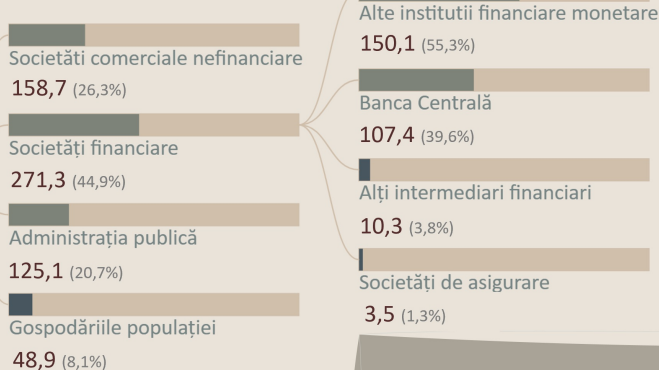 Societăti comerciale nefinanciare
158,7 (26,3%)
Societăți financiare
271,3 (44,9%)
Administrația publică
125,1 (20,7%)
Gospodăriile populației
48,9 (8,1%)
Alte institutii financiare monetare
150,1 (55,3%)
Banca Centrală
107,4 (39,6%)
Alți intermediari financiari
10,3 (3,8%)
Societăți de asigurare
3,5 (1,3%)